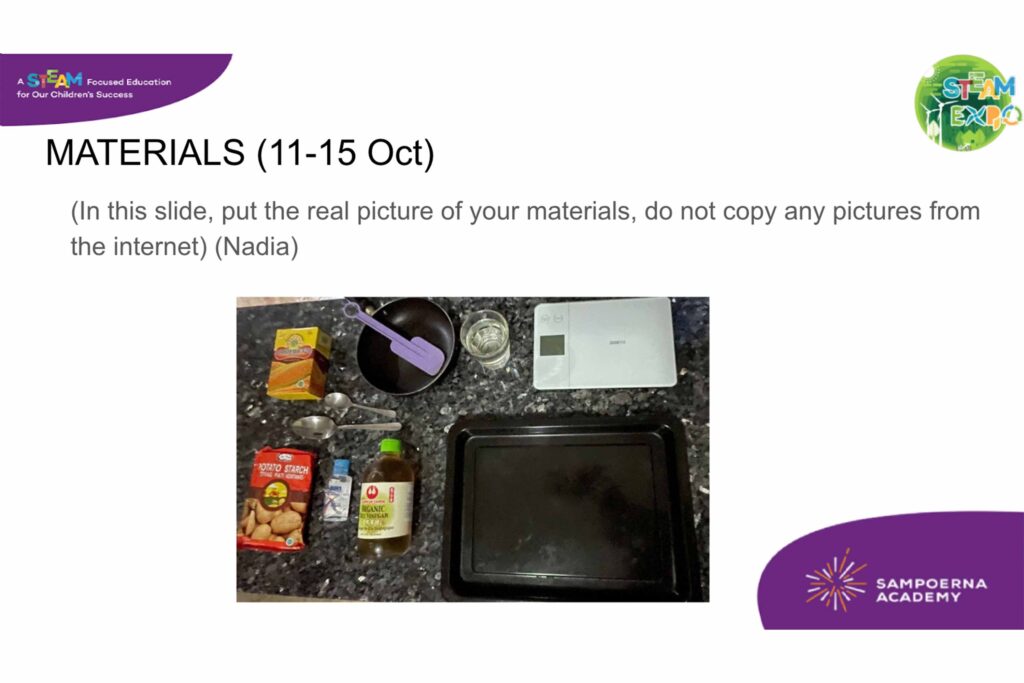 A STEAM Focused Education
for Our Children's Success
STEAM
EXPO
MATERIALS (11-15 Oct)
(In this slide, put the real picture of your materials, do not copy any pictures from
the internet) (Nadia)
POTATO STARCH
SAMPOERNA
ACADEMY